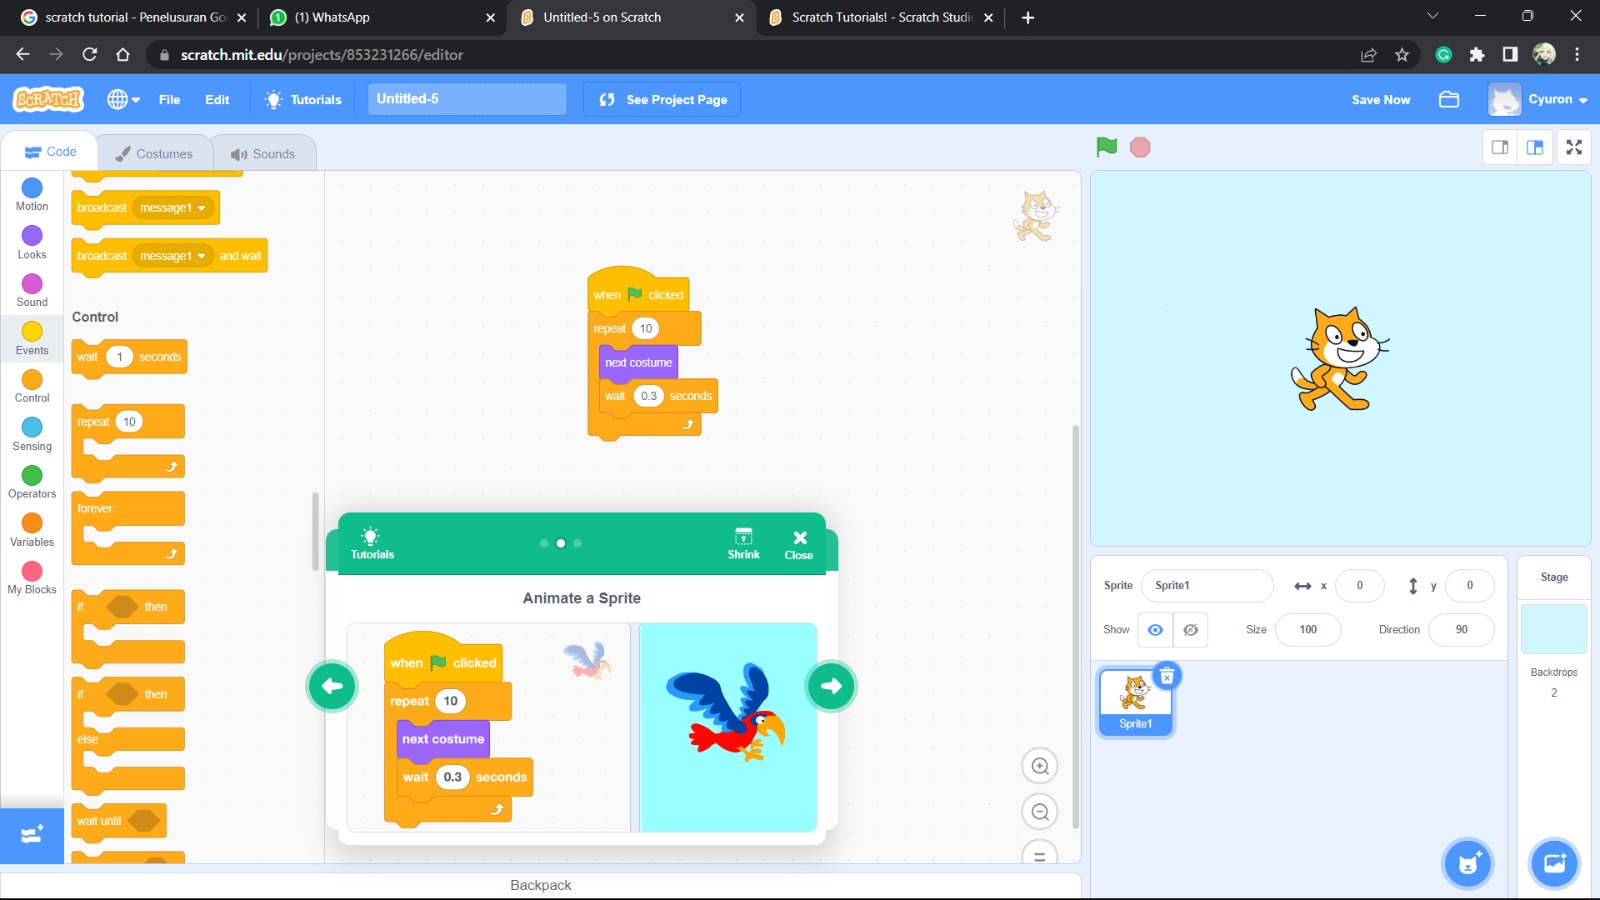 scratch tutorial - Penelusuran Go
(1) WhatsApp
Untitled-5 on Scratch
Scratch Tutorials! - Scratch Studi
scratch.mit.edu/projects/853231266/editor
SCRATCH
File
Edit
Tutorials
Untitled-5
See Project Page
Save Now
Cyuron
Code
Costumes
Sounds
Motion
Looks
Sound
Events
Control
Sensing
Operators
Variables
My Blocks
broadcast message1
broadcast message1 and wait
Control
wait 1 seconds
repeat 10
forever
if then
if then
else
wait until
when clicked
repeat 10
next costume
wait 0.3 seconds
Tutorials
Shrink
Close
Animate a Sprite
when clicked
repeat 10
next costume
wait 0.3 seconds
Backpack
Sprite Sprite1 x 0 y 0
Show Size 100 Direction 90
Sprite1
Stage
Backdrops
2